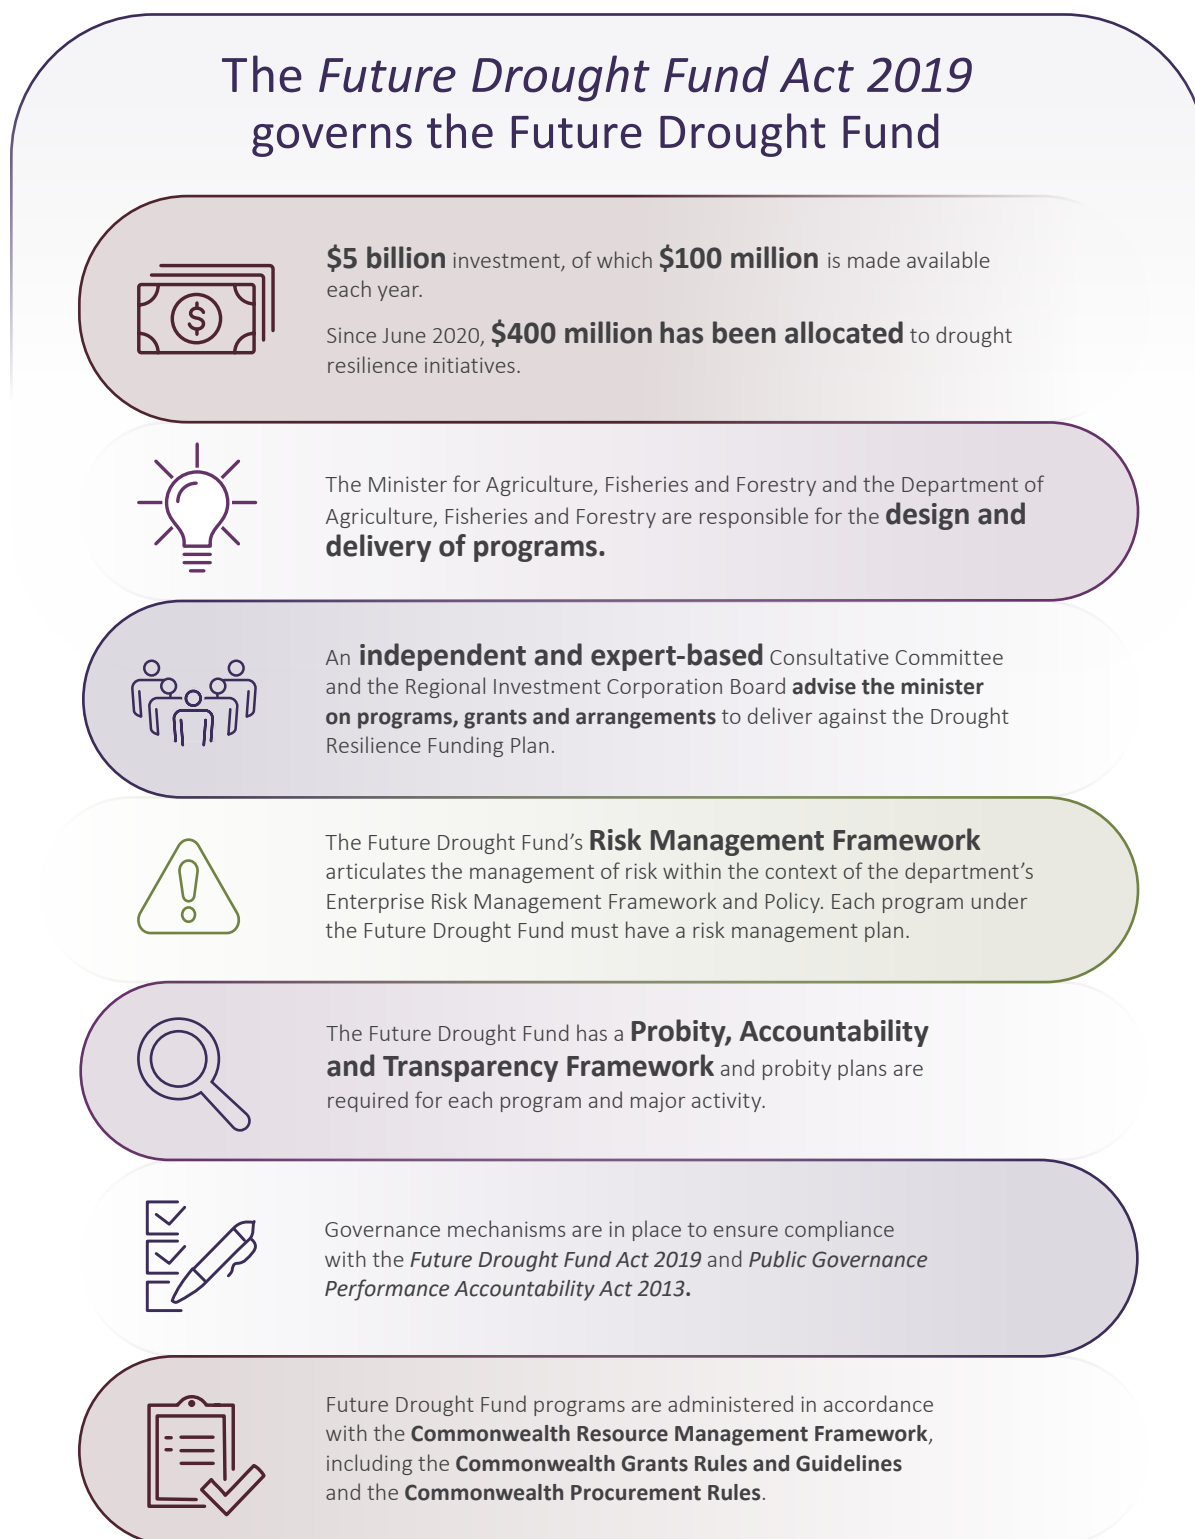 The Future Drought Fund Act 2019
governs the Future Drought Fund
$5 billion investment, of which $100 million is made available
each year.
Since June 2020, $400 million has been allocated to drought
resilience initiatives.
The Minister for Agriculture, Fisheries and Forestry and the Department of
Agriculture, Fisheries and Forestry are responsible for the design and
delivery of programs.
An independent and expert-based Consultative Committee
and the Regional Investment Corporation Board advise the minister
on programs, grants and arrangements to deliver against the Drought
Resilience Funding Plan.
The Future Drought Fund’s Risk Management Framework
articulates the management of risk within the context of the department’s
Enterprise Risk Management Framework and Policy. Each program under
the Future Drought Fund must have a risk management plan.
The Future Drought Fund has a Probity, Accountability
and Transparency Framework and probity plans are
required for each program and major activity.
Governance mechanisms are in place to ensure compliance
with the Future Drought Fund Act 2019 and Public Governance
Performance Accountability Act 2013.
Future Drought Fund programs are administered in accordance
with the Commonwealth Resource Management Framework,
including the Commonwealth Grants Rules and Guidelines
and the Commonwealth Procurement Rules.